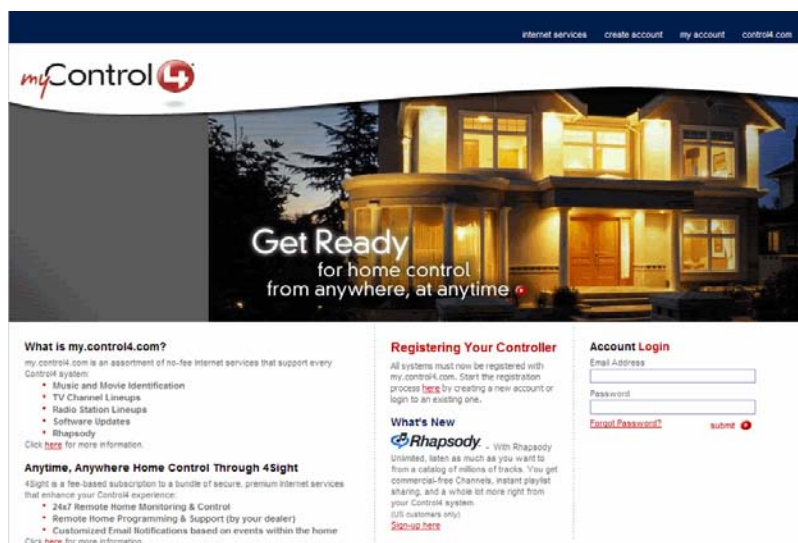 internet services create account my account control4.com
myControl4
Get Ready
for home control
from anywhere, at anytime
What is my.control4.com?
my.control4.com is an assortment of no-fee internet services that support every
Control4 system:
• Music and Movie Identification
• TV Channel Lineups
• Radio Station Lineups
• Software Updates
• Rhapsody
Click here for more information.
Anytime, Anywhere Home Control Through 4Sight
4Sight is a fee-based subscription to a bundle of secure, premium internet services
that enhance your Control4 experience:
• 24x7 Remote Home Monitoring & Control
• Remote Home Programming & Support (by your dealer)
• Customized Email Notifications based on events within the home
Click here for more information.
Registering Your Controller
All systems must now be registered with
my.control4.com. Start the registration
process here by creating a new account or
login to an existing one.
What's New
Rhapsody. - With Rhapsody
Unlimited, listen as much as you want to
from a catalog of millions of tracks. You get
commercial-free Channels, instant playlist
sharing, and a whole lot more right from
your Control4 system.
(US customers only)
Sign-up here
Account Login
Email Address
Password
Forgot Password? submit